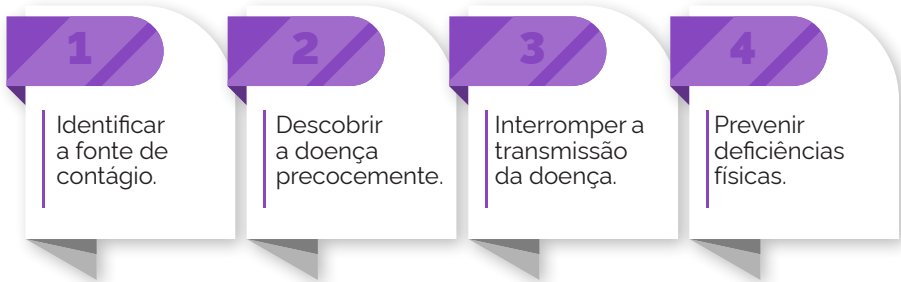 1
Identificar
a fonte de
contágio.
2
Descobrir
a doença
precocemente.
3
Interromper a
transmissão
da doença.
4
Prevenir
deficiências
físicas.